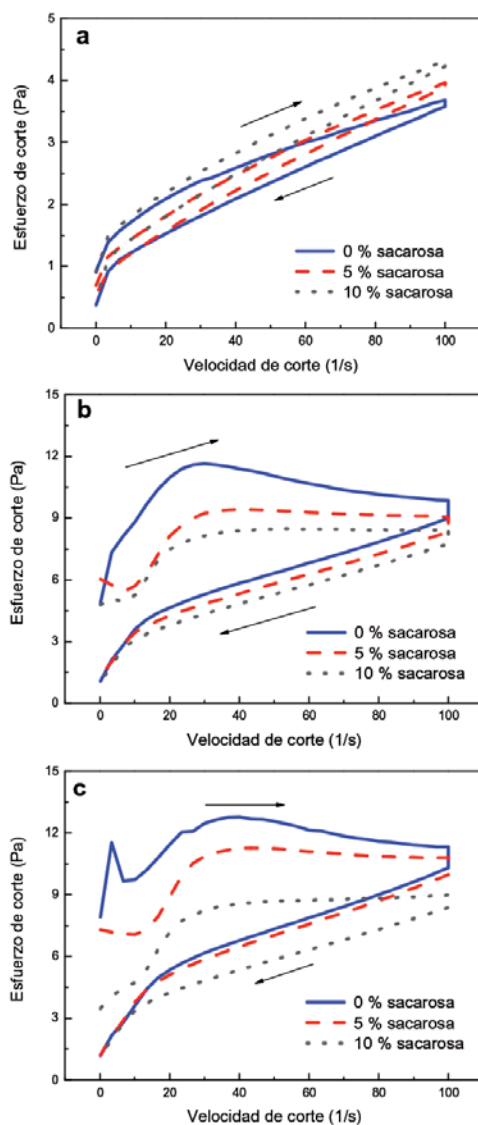 a
5
4
3
2
1
0
Esfuerzo de corte (Pa)
0 % sacarosa
5 % sacarosa
10 % sacarosa
0 20 40 60 80 100
Velocidad de corte (1/s)
b
15
12
9
6
3
0
Esfuerzo de corte (Pa)
0 % sacarosa
5 % sacarosa
10 % sacarosa
0 20 40 60 80 100
Velocidad de corte (1/s)
c
15
12
9
6
3
0
Esfuerzo de corte (Pa)
0 % sacarosa
5 % sacarosa
10 % sacarosa
0 20 40 60 80 100
Velocidad de corte (1/s)